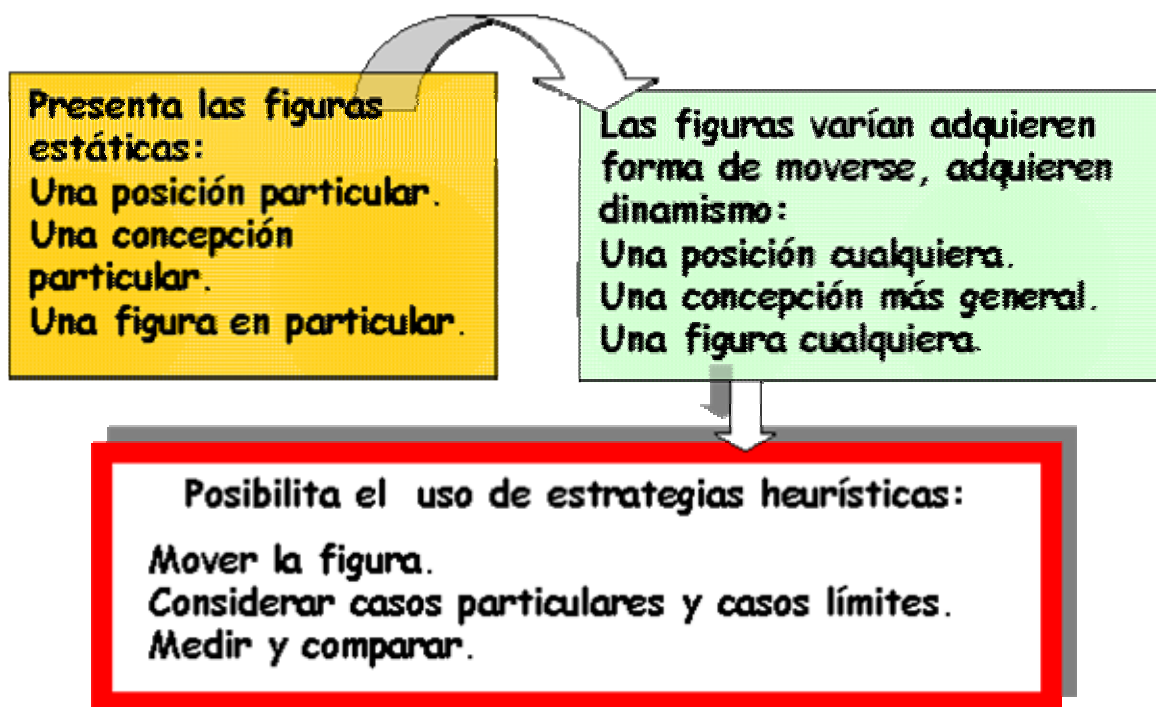 Presenta las figuras
estáticas:
Una posición particular.
Una concepción
particular.
Una figura en particular.
Las figuras varían adquieren
forma de moverse, adquieren
dinamismo:
Una posición cualquiera.
Una concepción más general.
Una figura cualquiera.
Posibilita el uso de estrategias heurísticas:
Mover la figura.
Considerar casos particulares y casos límites.
Medir y comparar.